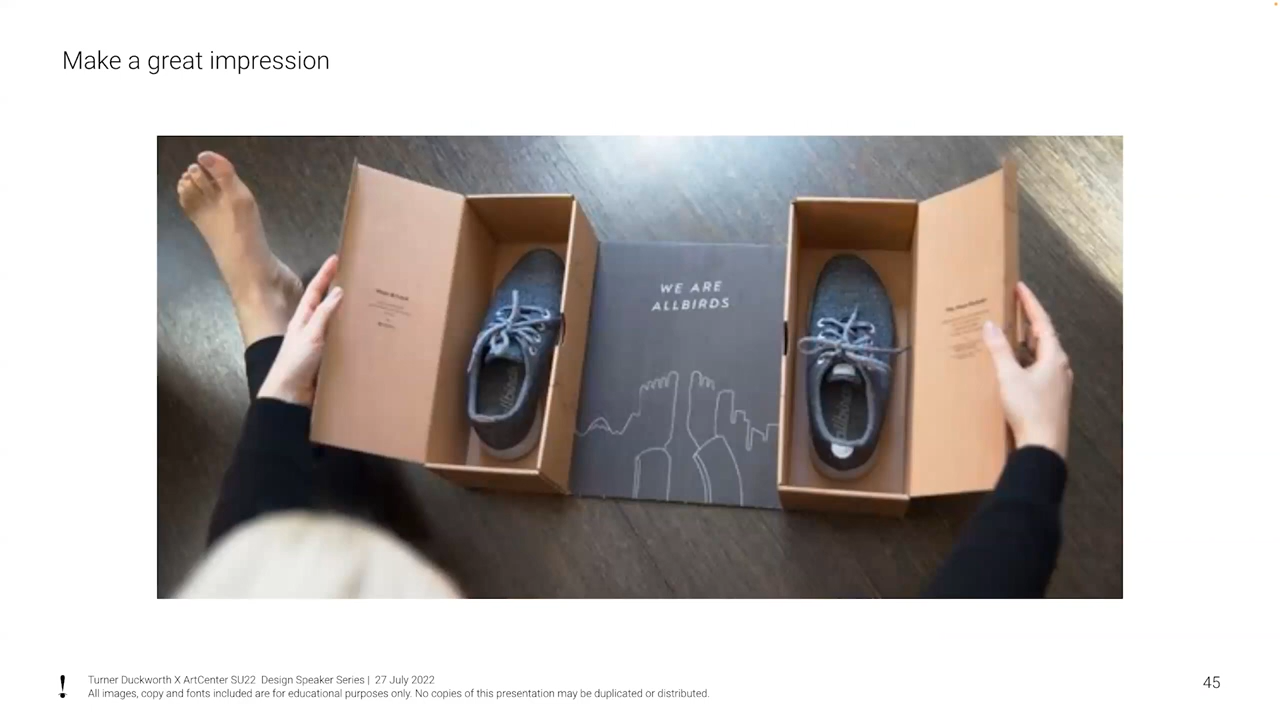 Make a great impression
WE ARE
ALLBIRDS
allbirds
allbirds
! Turner Duckworth X ArtCenter SU22 Design Speaker Series | 27 July 2022
All images, copy and fonts included are for educational purposes only. No copies of this presentation may be duplicated or distributed.
45